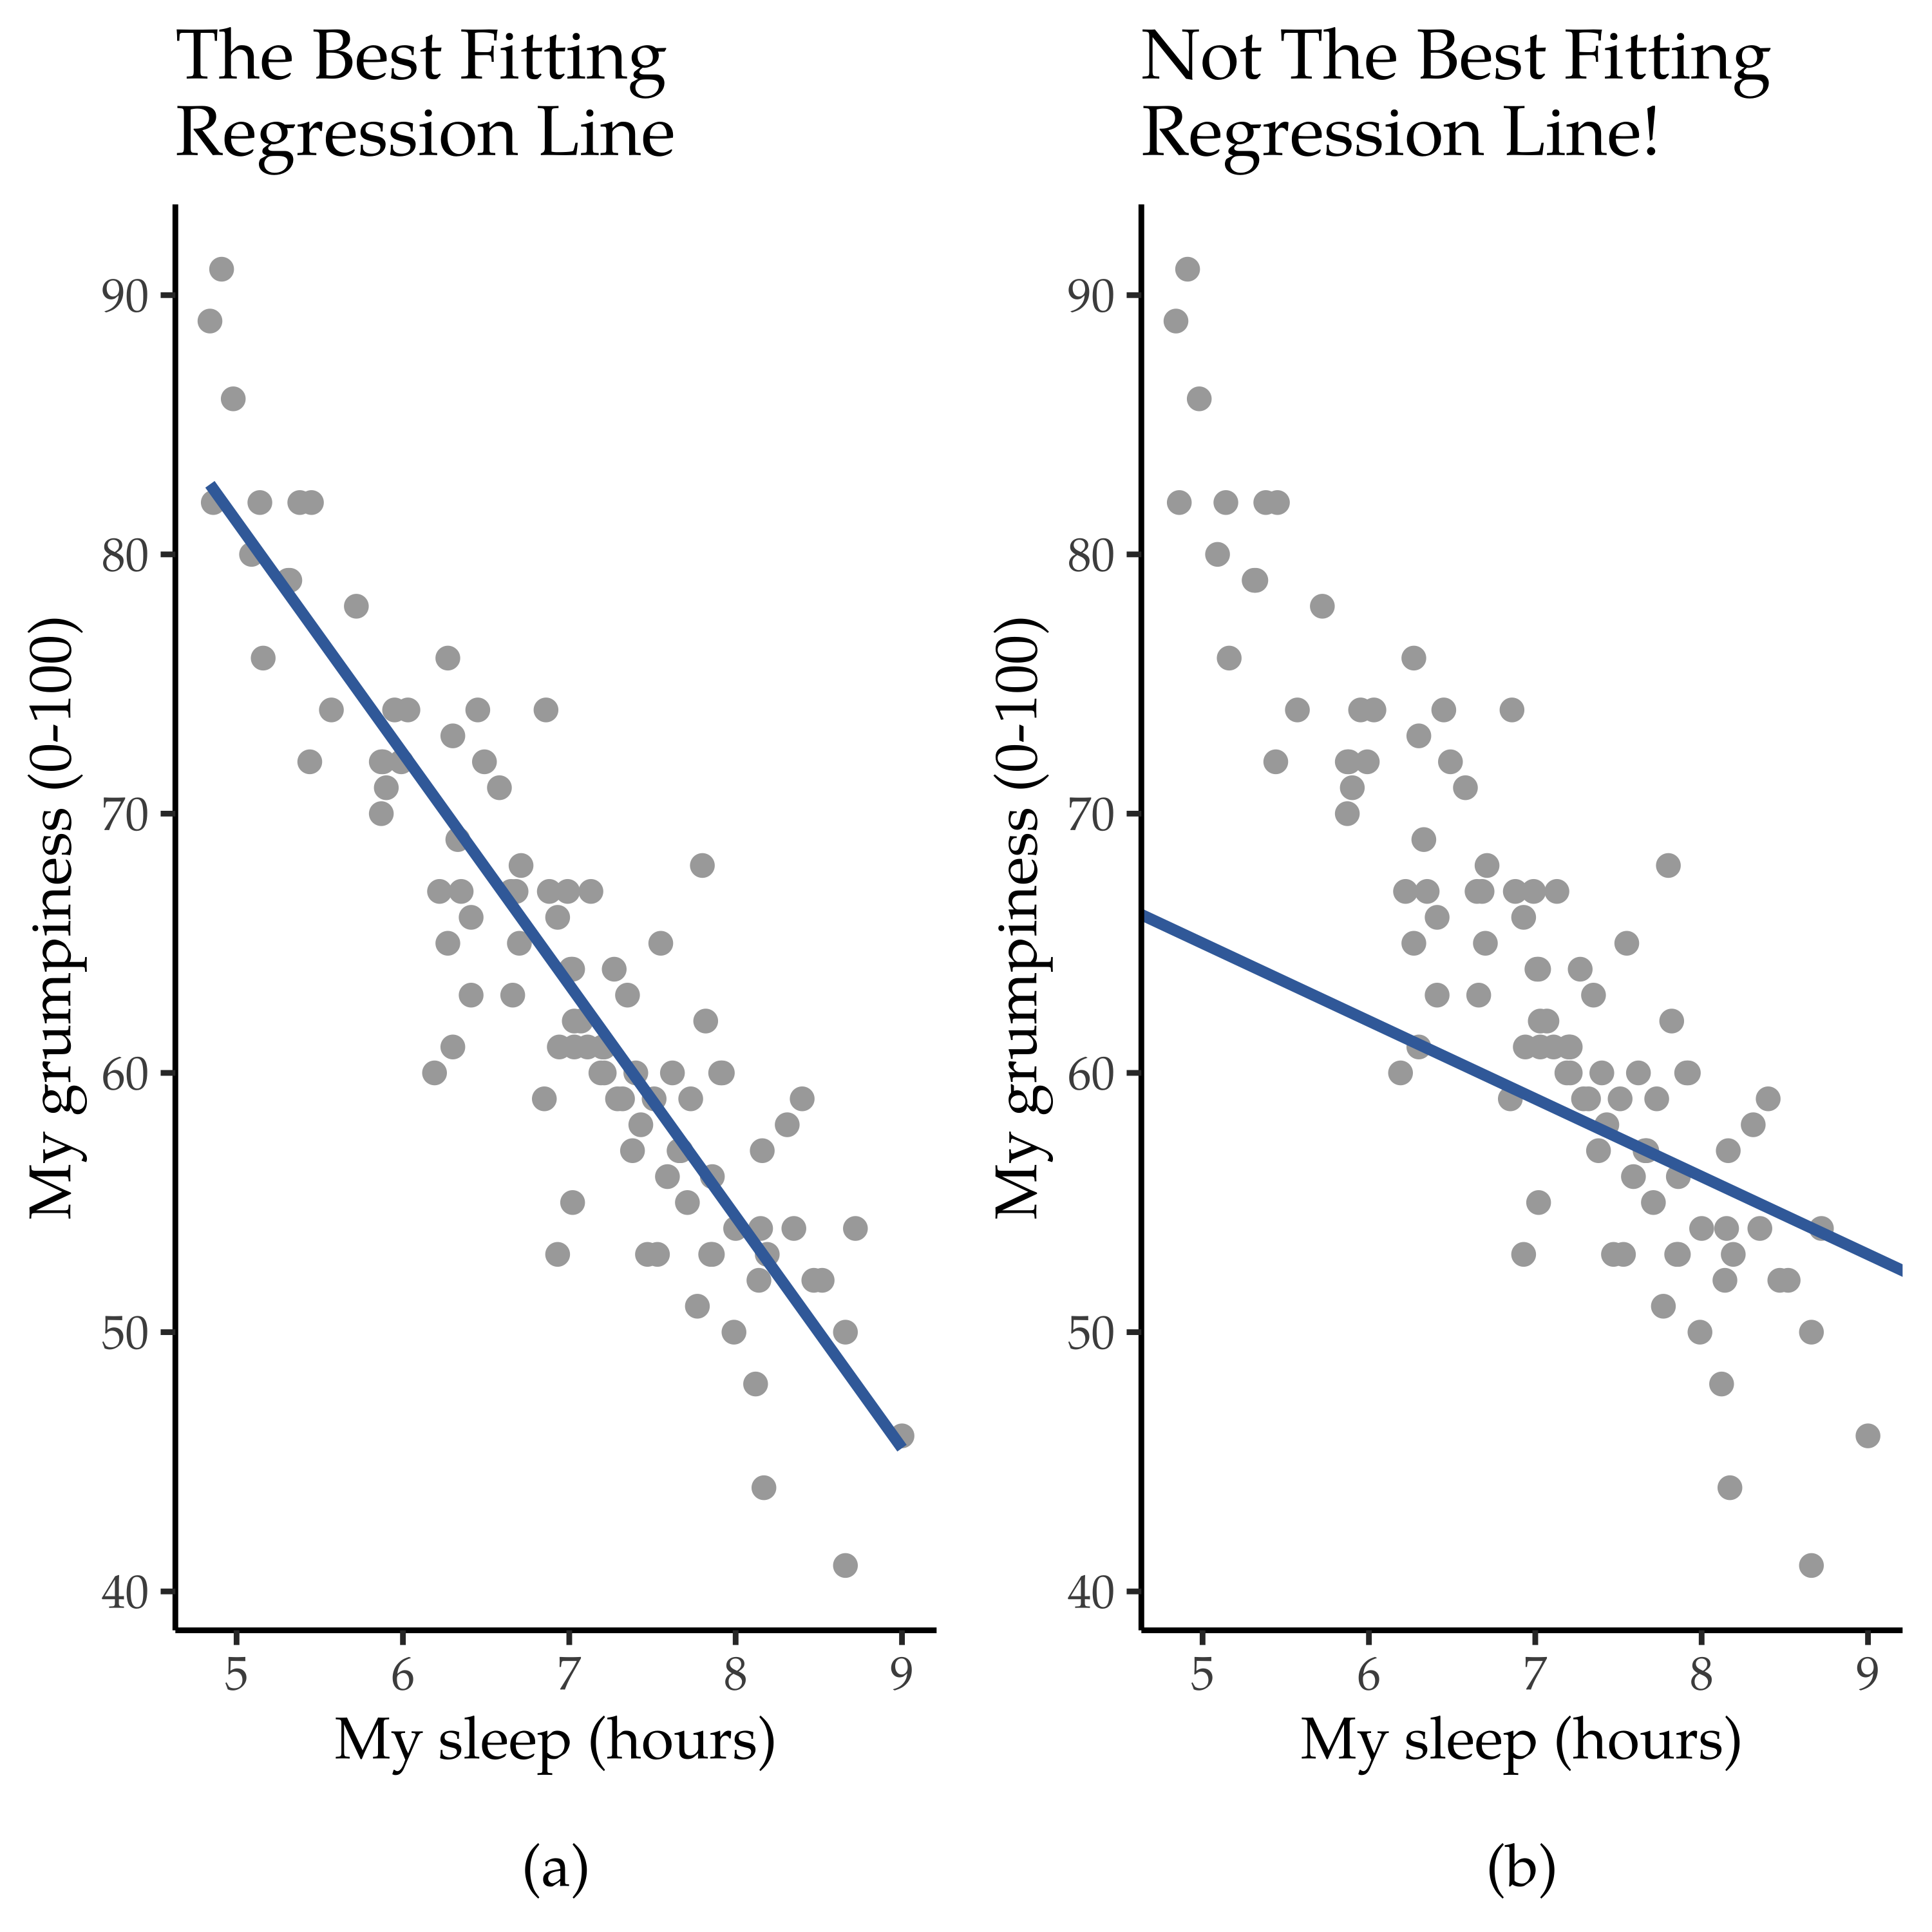 The Best Fitting
Regression Line
90
80
70
60
50
40
My grumpiness (0-100)
5 6 7 8 9
My sleep (hours)
(a)
Not The Best Fitting
Regression Line!
90
80
70
60
50
40
My grumpiness (0-100)
5 6 7 8 9
My sleep (hours)
(b)